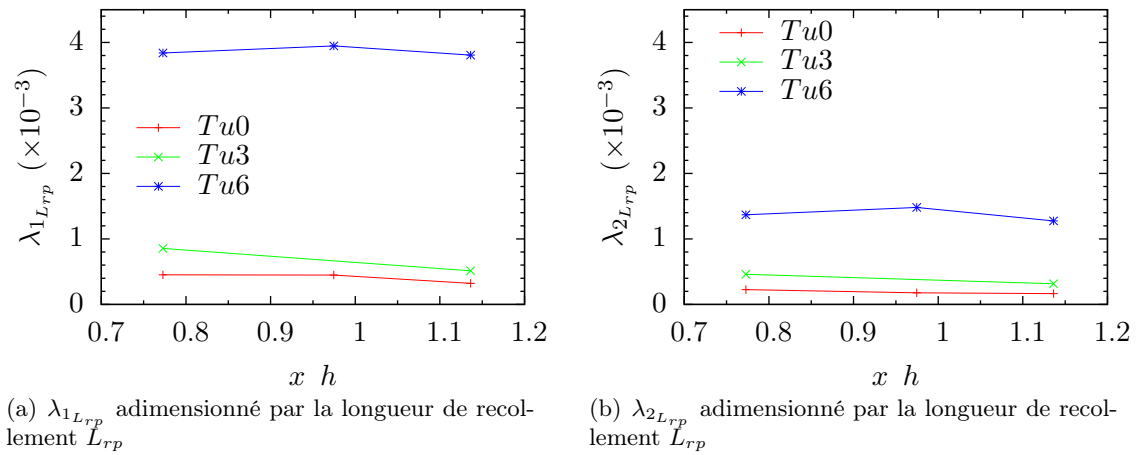 4
3
2
1
0
λ₁Lrp (×10⁻³)
Tu0
Tu3
Tu6
0.7 0.8 0.9 1 1.1 1.2
x h
(a) λ₁Lrp adimensionné par la longueur de recol-
lement Lrp
4
3
2
1
0
λ₂Lrp (×10⁻³)
Tu0
Tu3
Tu6
0.7 0.8 0.9 1 1.1 1.2
x h
(b) λ₂Lrp adimensionné par la longueur de recol-
lement Lrp